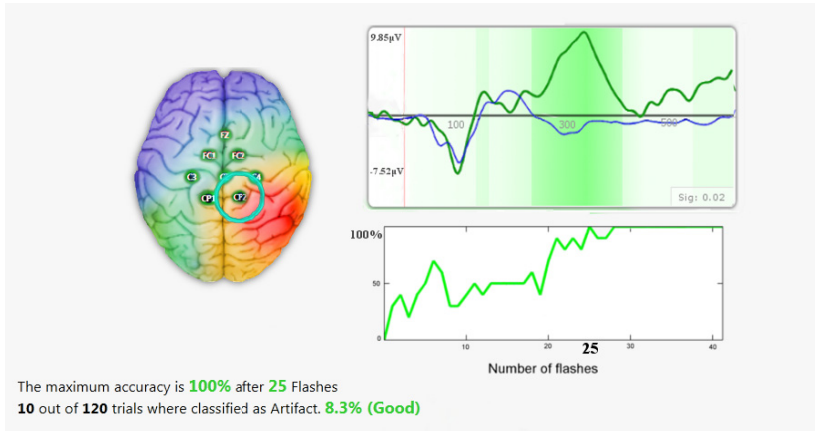 9.85µV
100
300
500
-7.52µV
Sig: 0.02
FZ
FC1
FC2
C3
C4
CP1
CP2
100%
50
0
10
20
25
30
40
Number of flashes
The maximum accuracy is 100% after 25 Flashes
10 out of 120 trials where classified as Artifact. 8.3% (Good)